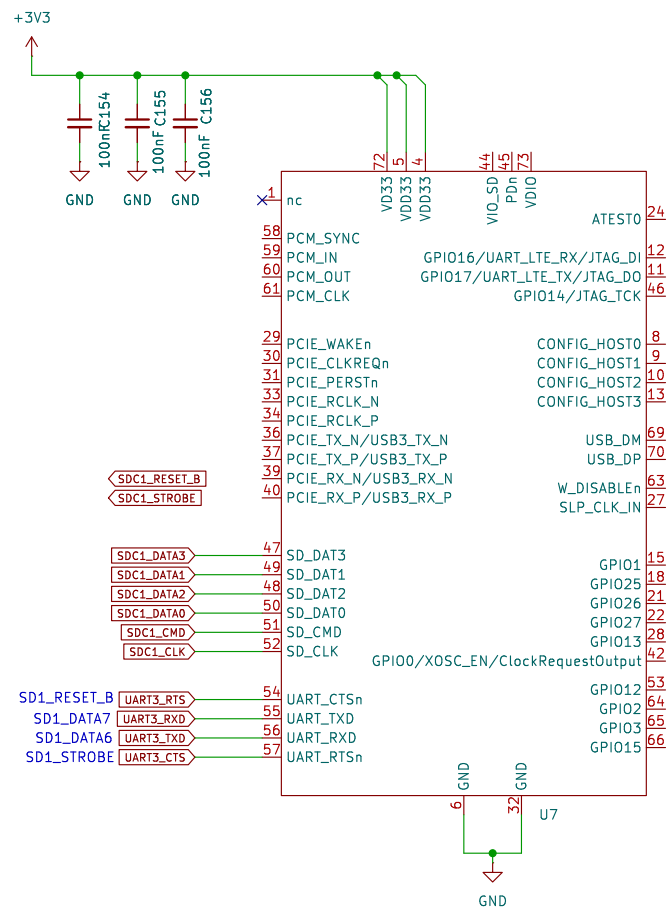 +3V3
C154
100nF
C155
100nF
C156
100nF
GND
GND
GND
72
5
4
44
45
73
VD33
VDD33
VDD33
VIO_SD
PDn
VDIO
1
nc
24
ATEST0
58
PCM_SYNC
59
PCM_IN
GPIO16/UART_LTE_RX/JTAG_DI
12
60
PCM_OUT
GPIO17/UART_LTE_TX/JTAG_DO
11
61
PCM_CLK
GPIO14/JTAG_TCK
46
29
PCIE_WAKEn
CONFIG_HOST0
8
30
PCIE_CLKREQn
CONFIG_HOST1
9
31
PCIE_PERSTn
CONFIG_HOST2
10
33
PCIE_RCLK_N
CONFIG_HOST3
13
34
PCIE_RCLK_P
36
PCIE_TX_N/USB3_TX_N
USB_DM
69
37
PCIE_TX_P/USB3_TX_P
USB_DP
70
SDC1_RESET_B
39
PCIE_RX_N/USB3_RX_N
W_DISABLEn
63
SDC1_STROBE
40
PCIE_RX_P/USB3_RX_P
SLP_CLK_IN
27
SDC1_DATA3
47
SD_DAT3
GPIO1
15
SDC1_DATA1
49
SD_DAT1
GPIO25
18
SDC1_DATA2
48
SD_DAT2
GPIO26
21
SDC1_DATA0
50
SD_DAT0
GPIO27
22
SDC1_CMD
51
SD_CMD
GPIO13
28
SDC1_CLK
52
SD_CLK
GPIO0/XOSC_EN/ClockRequestOutput
42
GPIO12
53
SD1_RESET_B
UART3_RTS
54
UART_CTSn
GPIO2
64
SD1_DATA7
UART3_RXD
55
UART_TXD
GPIO3
65
SD1_DATA6
UART3_TXD
56
UART_RXD
GPIO15
66
SD1_STROBE
UART3_CTS
57
UART_RTSn
GND
GND
6
32
U7
GND